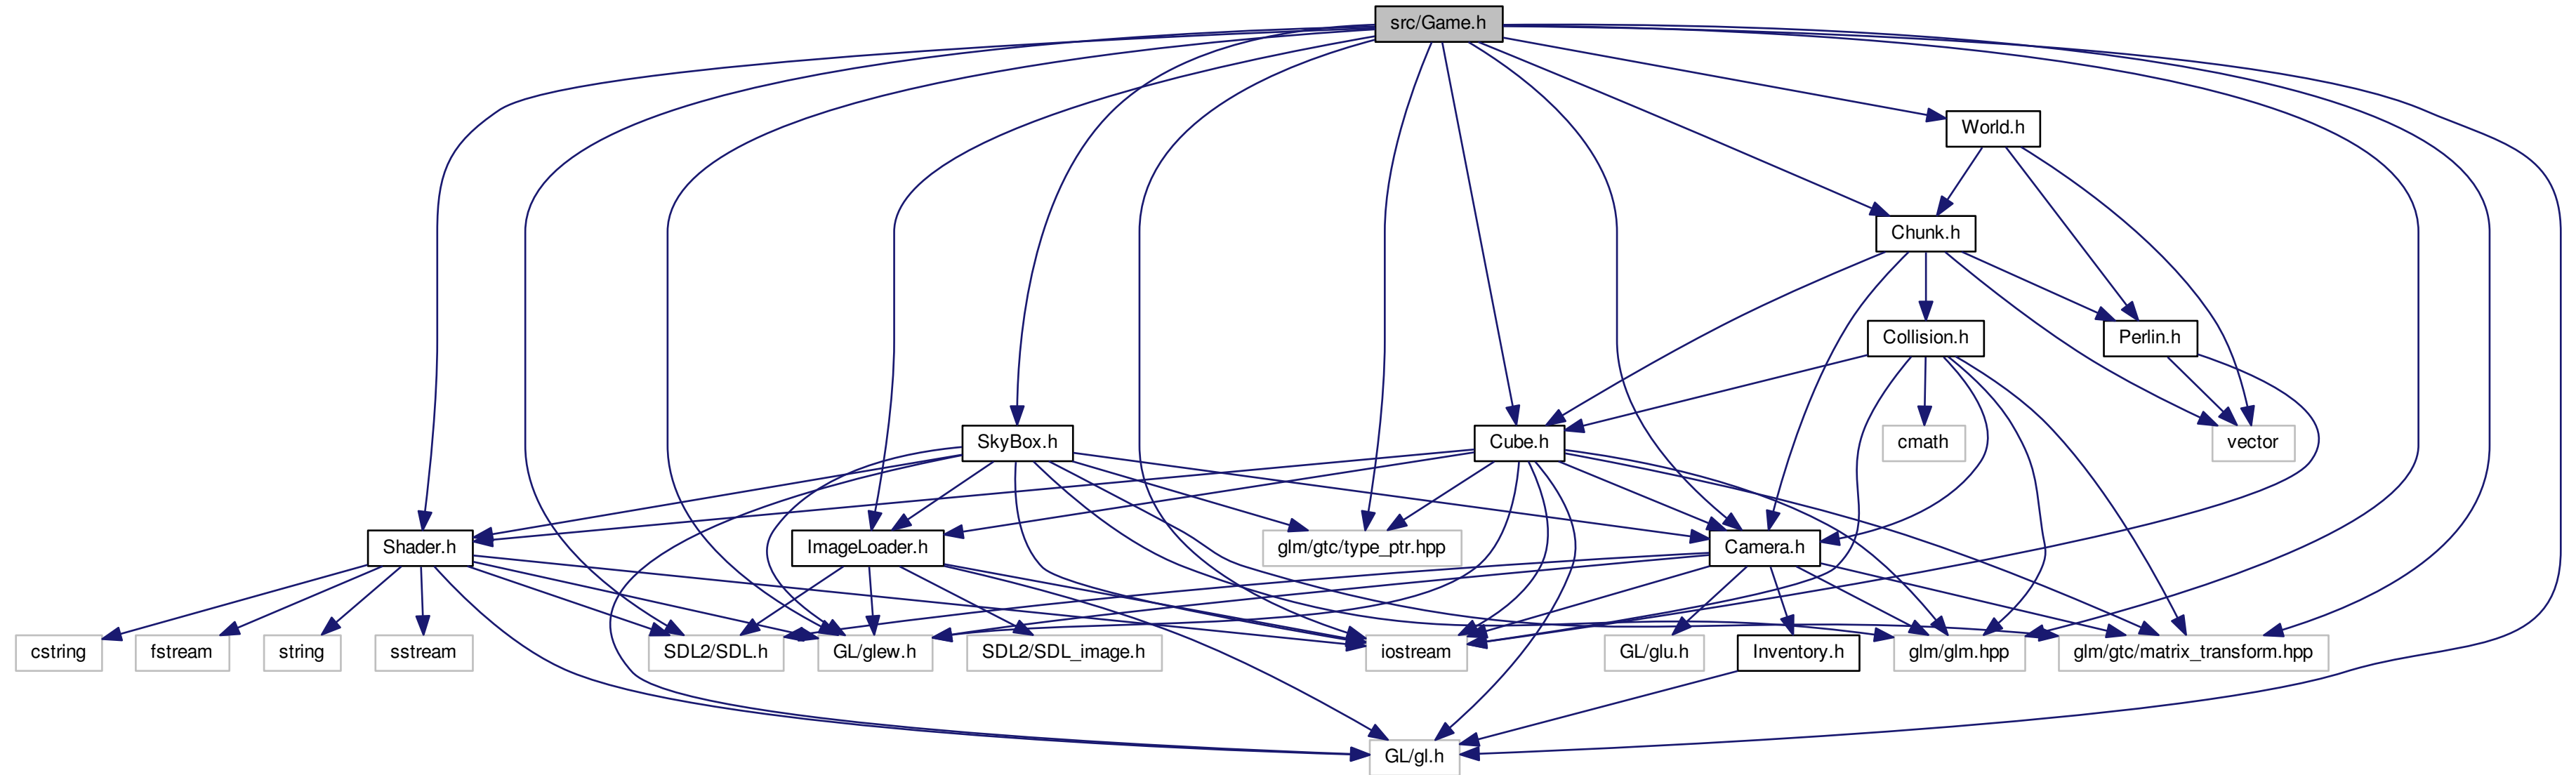 src/Game.h
World.h
Chunk.h
Collision.h
Perlin.h
SkyBox.h
Cube.h
cmath
vector
Shader.h
ImageLoader.h
glm/gtc/type_ptr.hpp
Camera.h
cstring
fstream
string
sstream
SDL2/SDL.h
GL/glew.h
SDL2/SDL_image.h
iostream
GL/glu.h
Inventory.h
glm/glm.hpp
glm/gtc/matrix_transform.hpp
GL/gl.h